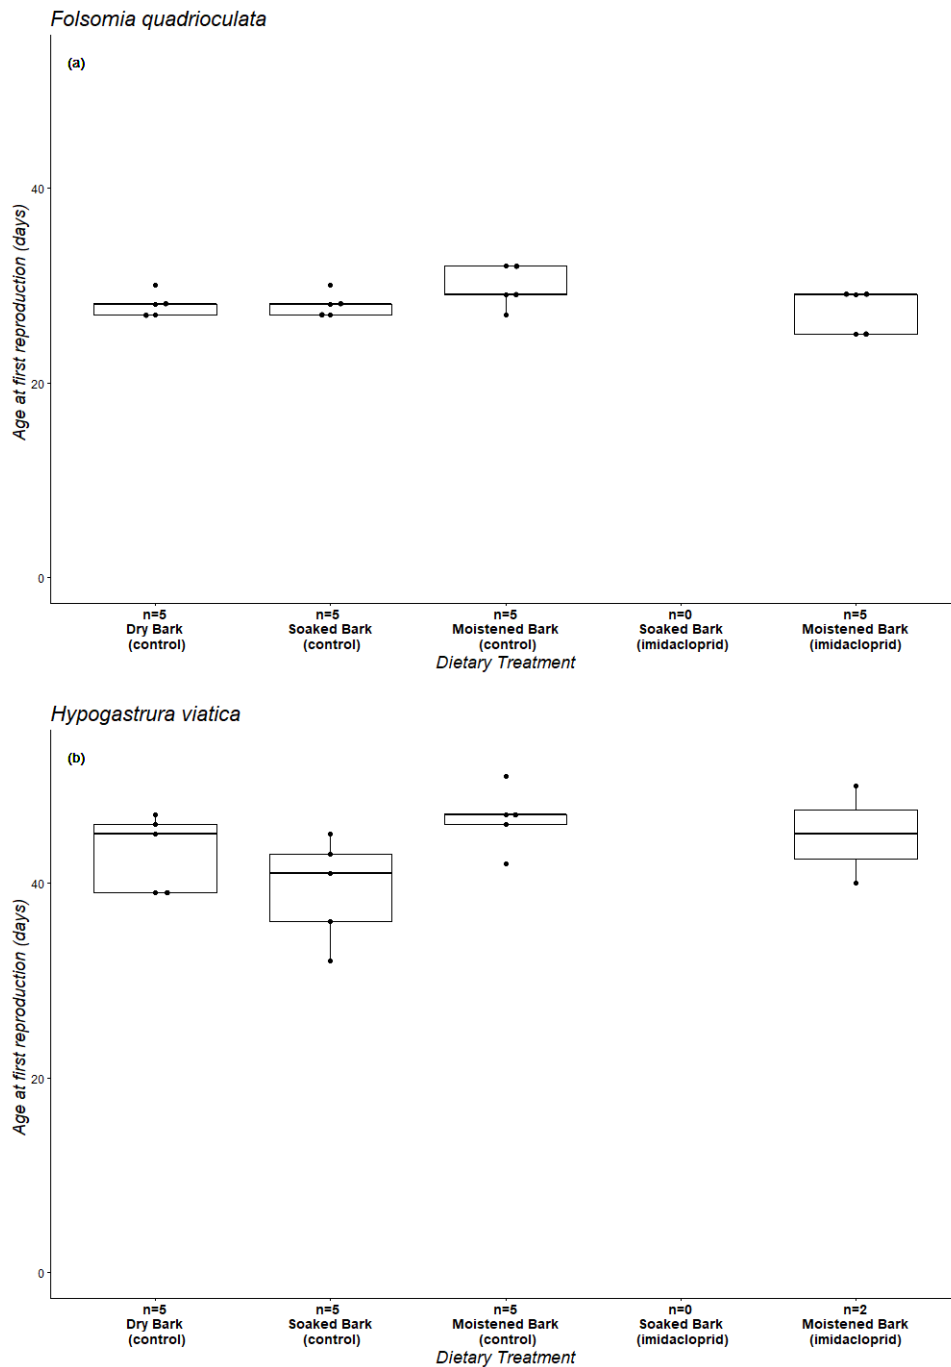 Folsomia quadrioculata
(a)
Age at first reproduction (days)
40
20
0
n=5 n=5 n=5 n=0 n=5
Dry Bark Soaked Bark Moistened Bark Soaked Bark Moistened Bark
(control) (control) (control) (imidacloprid) (imidacloprid)
Dietary Treatment
Hypogastrura viatica
(b)
Age at first reproduction (days)
40
20
0
n=5 n=5 n=5 n=0 n=2
Dry Bark Soaked Bark Moistened Bark Soaked Bark Moistened Bark
(control) (control) (control) (imidacloprid) (imidacloprid)
Dietary Treatment